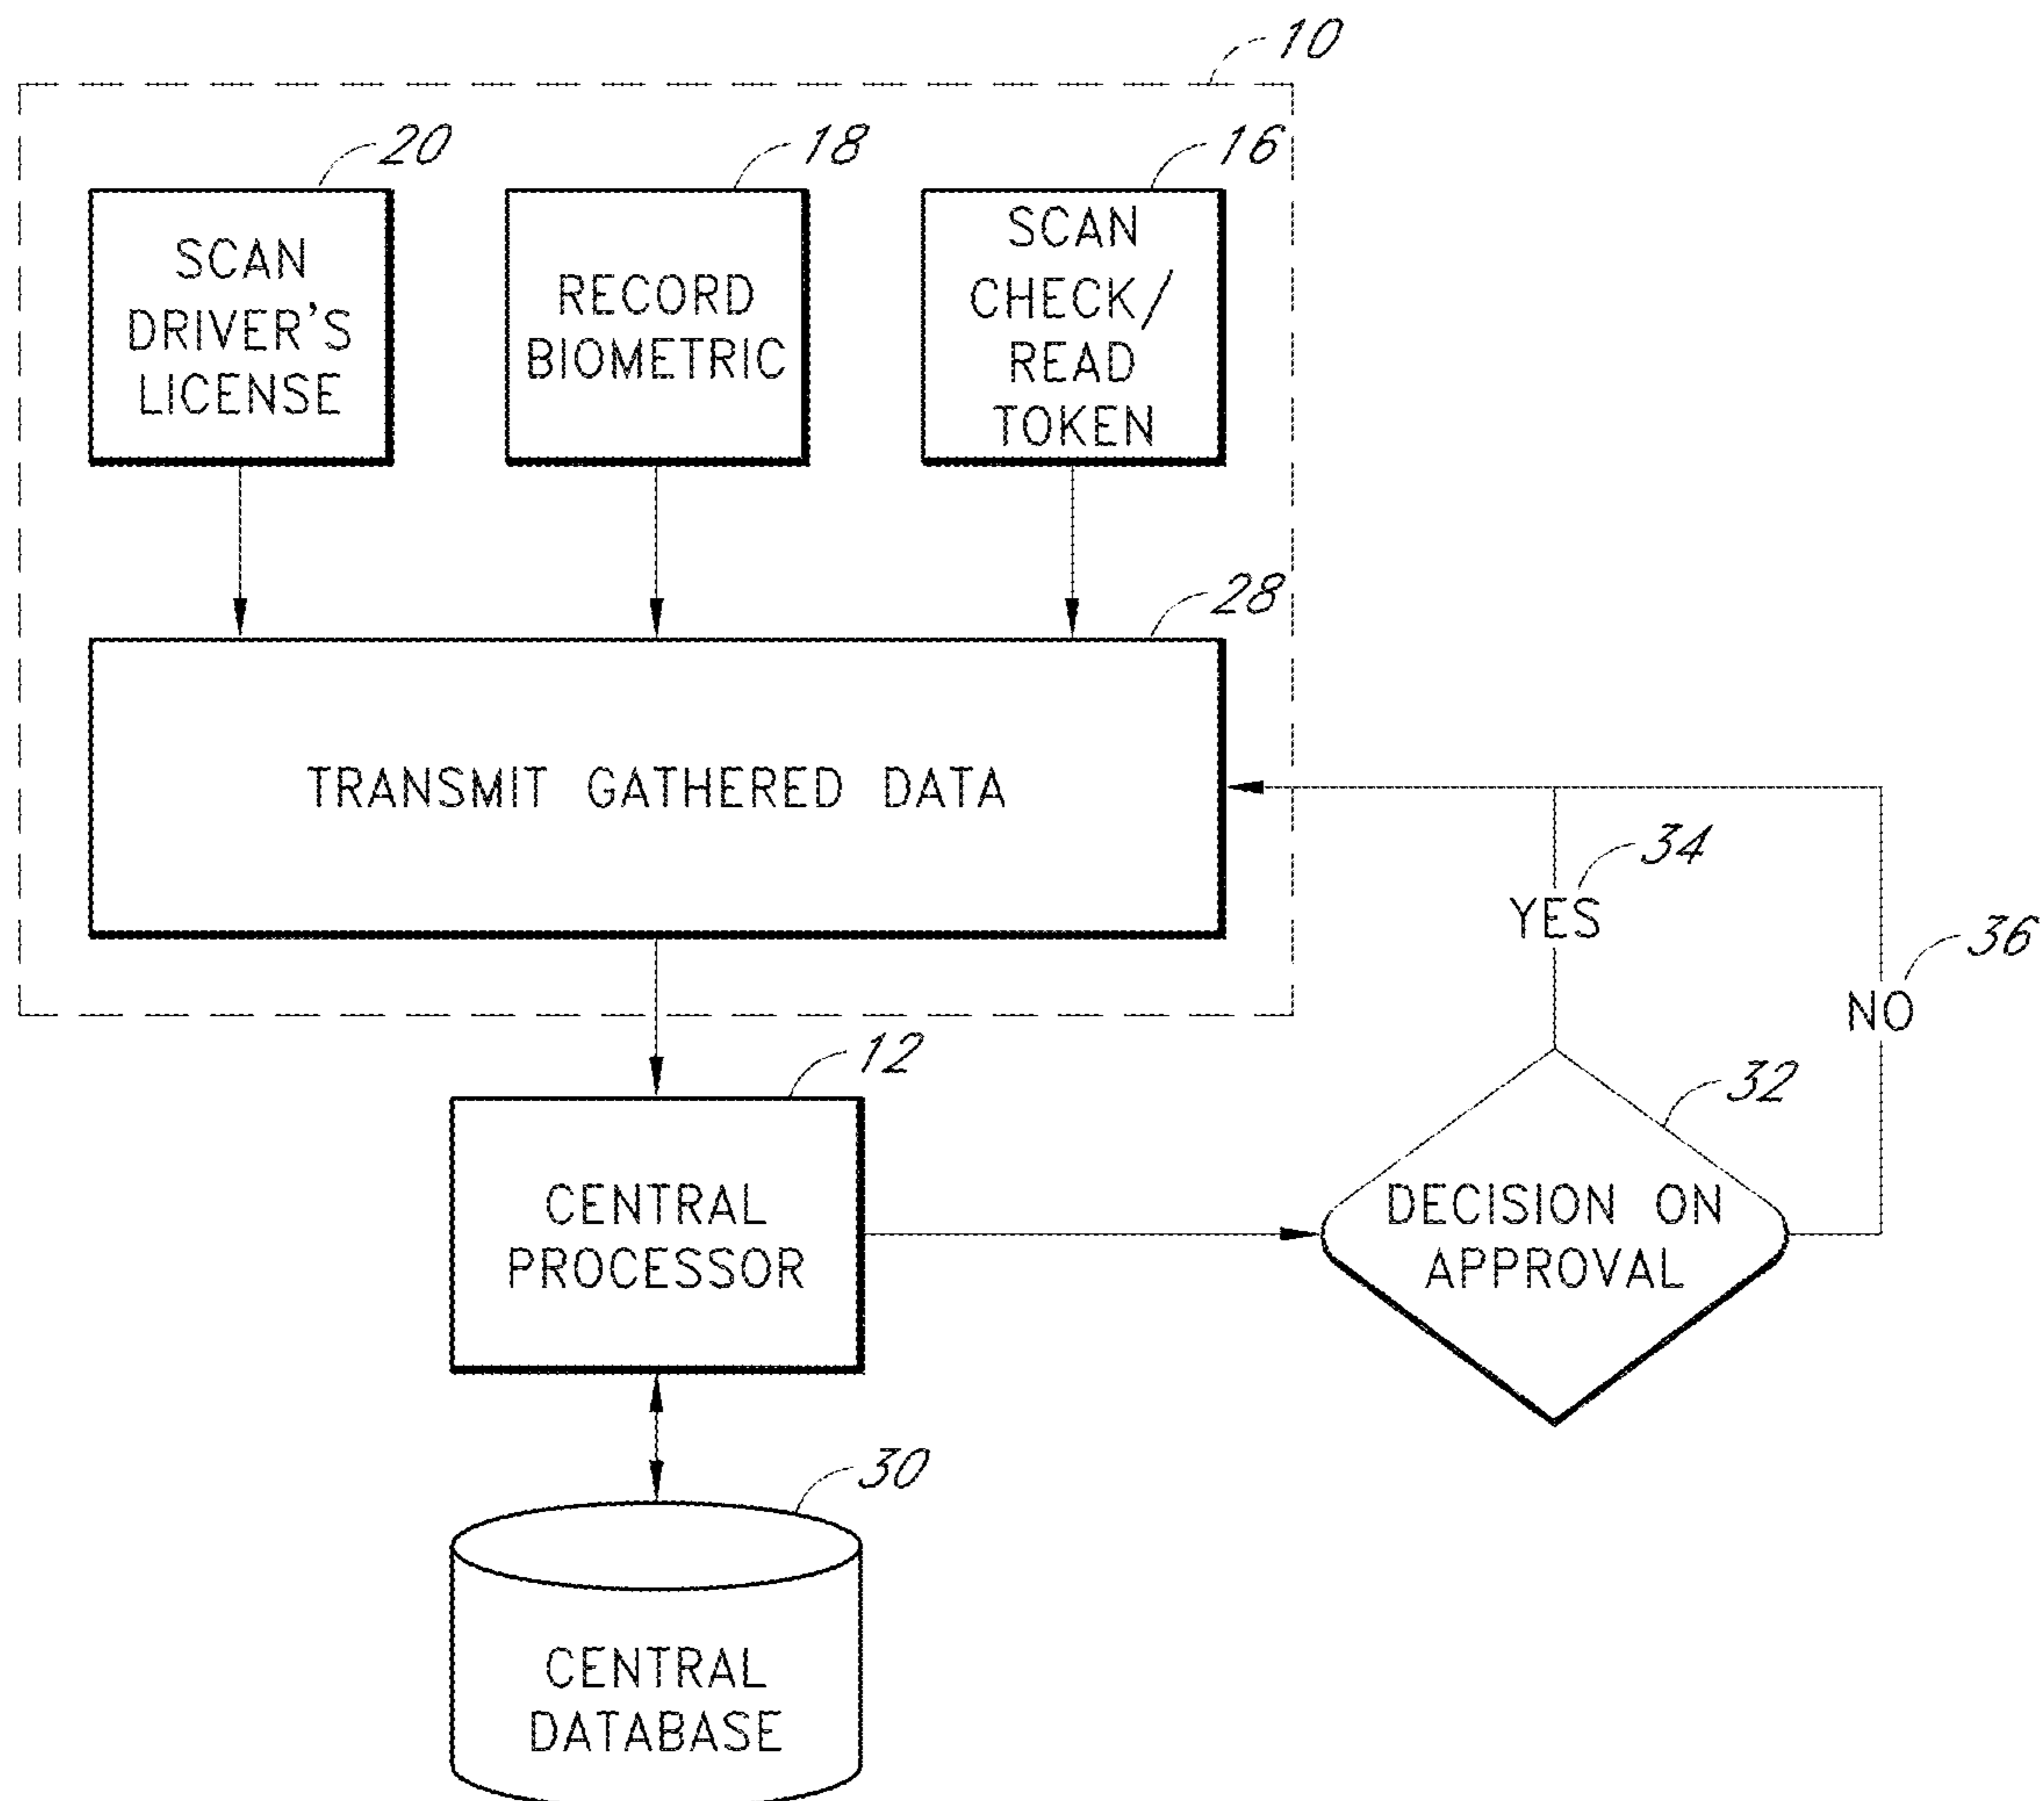 10
20
18
16
SCAN
DRIVER'S
LICENSE
RECORD
BIOMETRIC
SCAN
CHECK/
READ
TOKEN
28
TRANSMIT GATHERED DATA
34
YES
36
NO
12
CENTRAL
PROCESSOR
32
DECISION ON
APPROVAL
30
CENTRAL
DATABASE